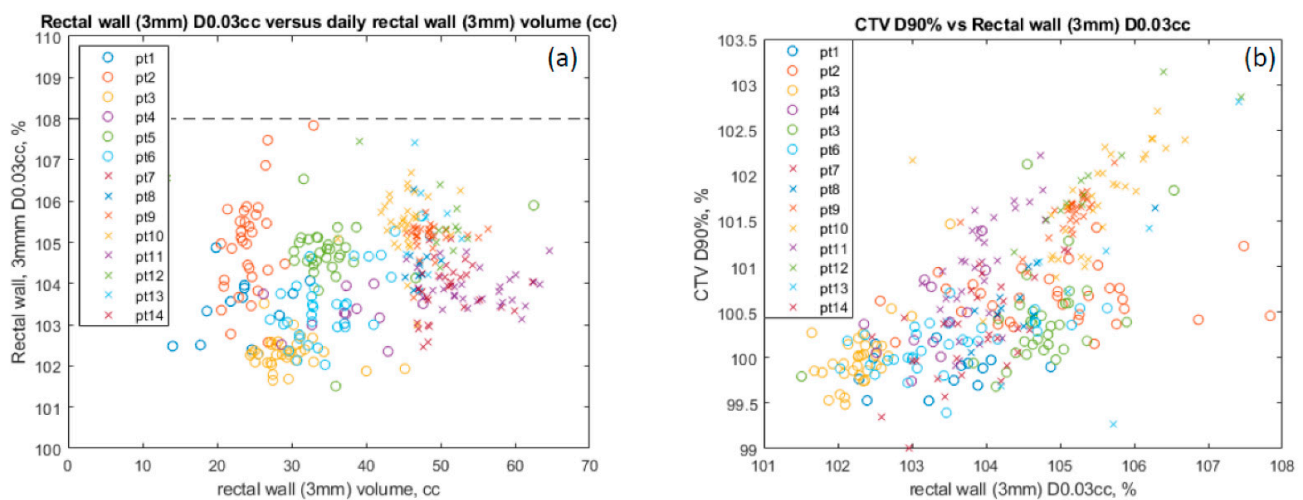 Rectal wall (3mm) D0.03cc versus daily rectal wall (3mm) volume (cc)
(a)
Rectal wall, 3mmm D0.03cc, %
110
109
108
107
106
105
104
103
102
101
100
pt1
pt2
pt3
pt4
pt5
pt6
pt7
pt8
pt9
pt10
pt11
pt12
pt13
pt14
0 10 20 30 40 50 60 70
rectal wall (3mm) volume, cc
CTV D90% vs Rectal wall (3mm) D0.03cc
(b)
CTV D90%, %
103.5
103
102.5
102
101.5
101
100.5
100
99.5
99
pt1
pt2
pt3
pt4
pt3
pt6
pt7
pt8
pt9
pt10
pt11
pt12
pt13
pt14
101 102 103 104 105 106 107 108
rectal wall (3mm) D0.03cc, %